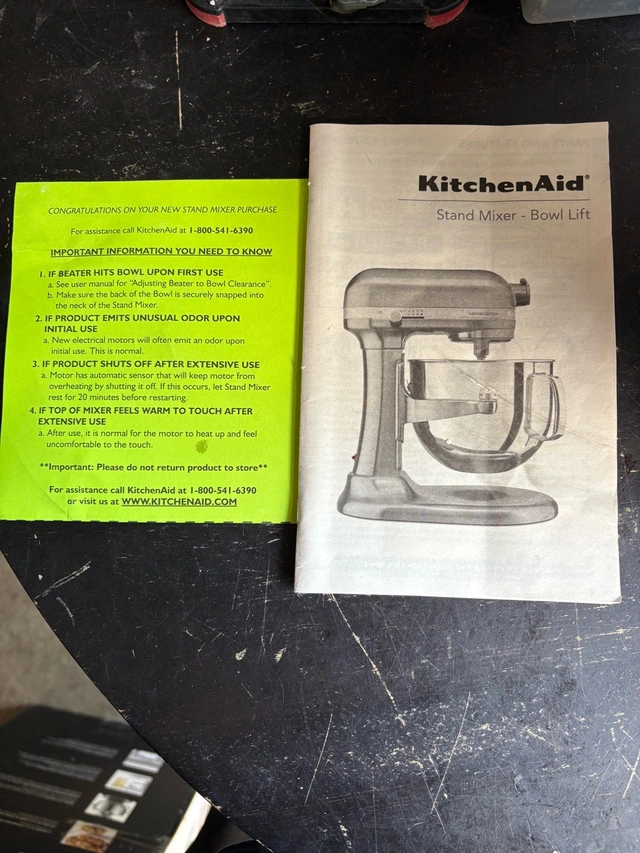 CONGRATULATIONS ON YOUR NEW STAND MIXER PURCHASE
For assistance call KitchenAid at 1-800-541-6390
IMPORTANT INFORMATION YOU NEED TO KNOW
1. IF BEATER HITS BOWL UPON FIRST USE
a. See user manual for "Adjusting Beater to Bowl Clearance".
b. Make sure the back of the Bowl is securely snapped into
the neck of the Stand Mixer.
2. IF PRODUCT EMITS UNUSUAL ODOR UPON
INITIAL USE
a. New electrical motors will often emit an odor upon
initial use. This is normal.
3. IF PRODUCT SHUTS OFF AFTER EXTENSIVE USE
a. Motor has automatic sensor that will keep motor from
overheating by shutting it off. If this occurs, let Stand Mixer
rest for 20 minutes before restarting.
4. IF TOP OF MIXER FEELS WARM TO TOUCH AFTER
EXTENSIVE USE
a. After use, it is normal for the motor to heat up and feel
uncomfortable to the touch.
**Important: Please do not return product to store**
For assistance call KitchenAid at 1-800-541-6390
or visit us at WWW.KITCHENAID.COM
KitchenAid®
Stand Mixer - Bowl Lift